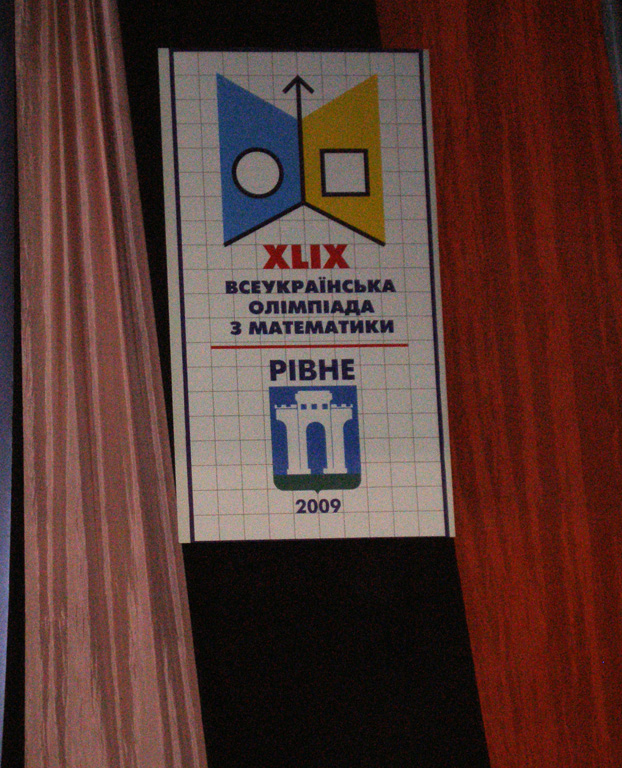 XLIX
ВСЕУКРАЇНСЬКА
ОЛІМПІАДА
З МАТЕМАТИКИ
РІВНЕ
2009